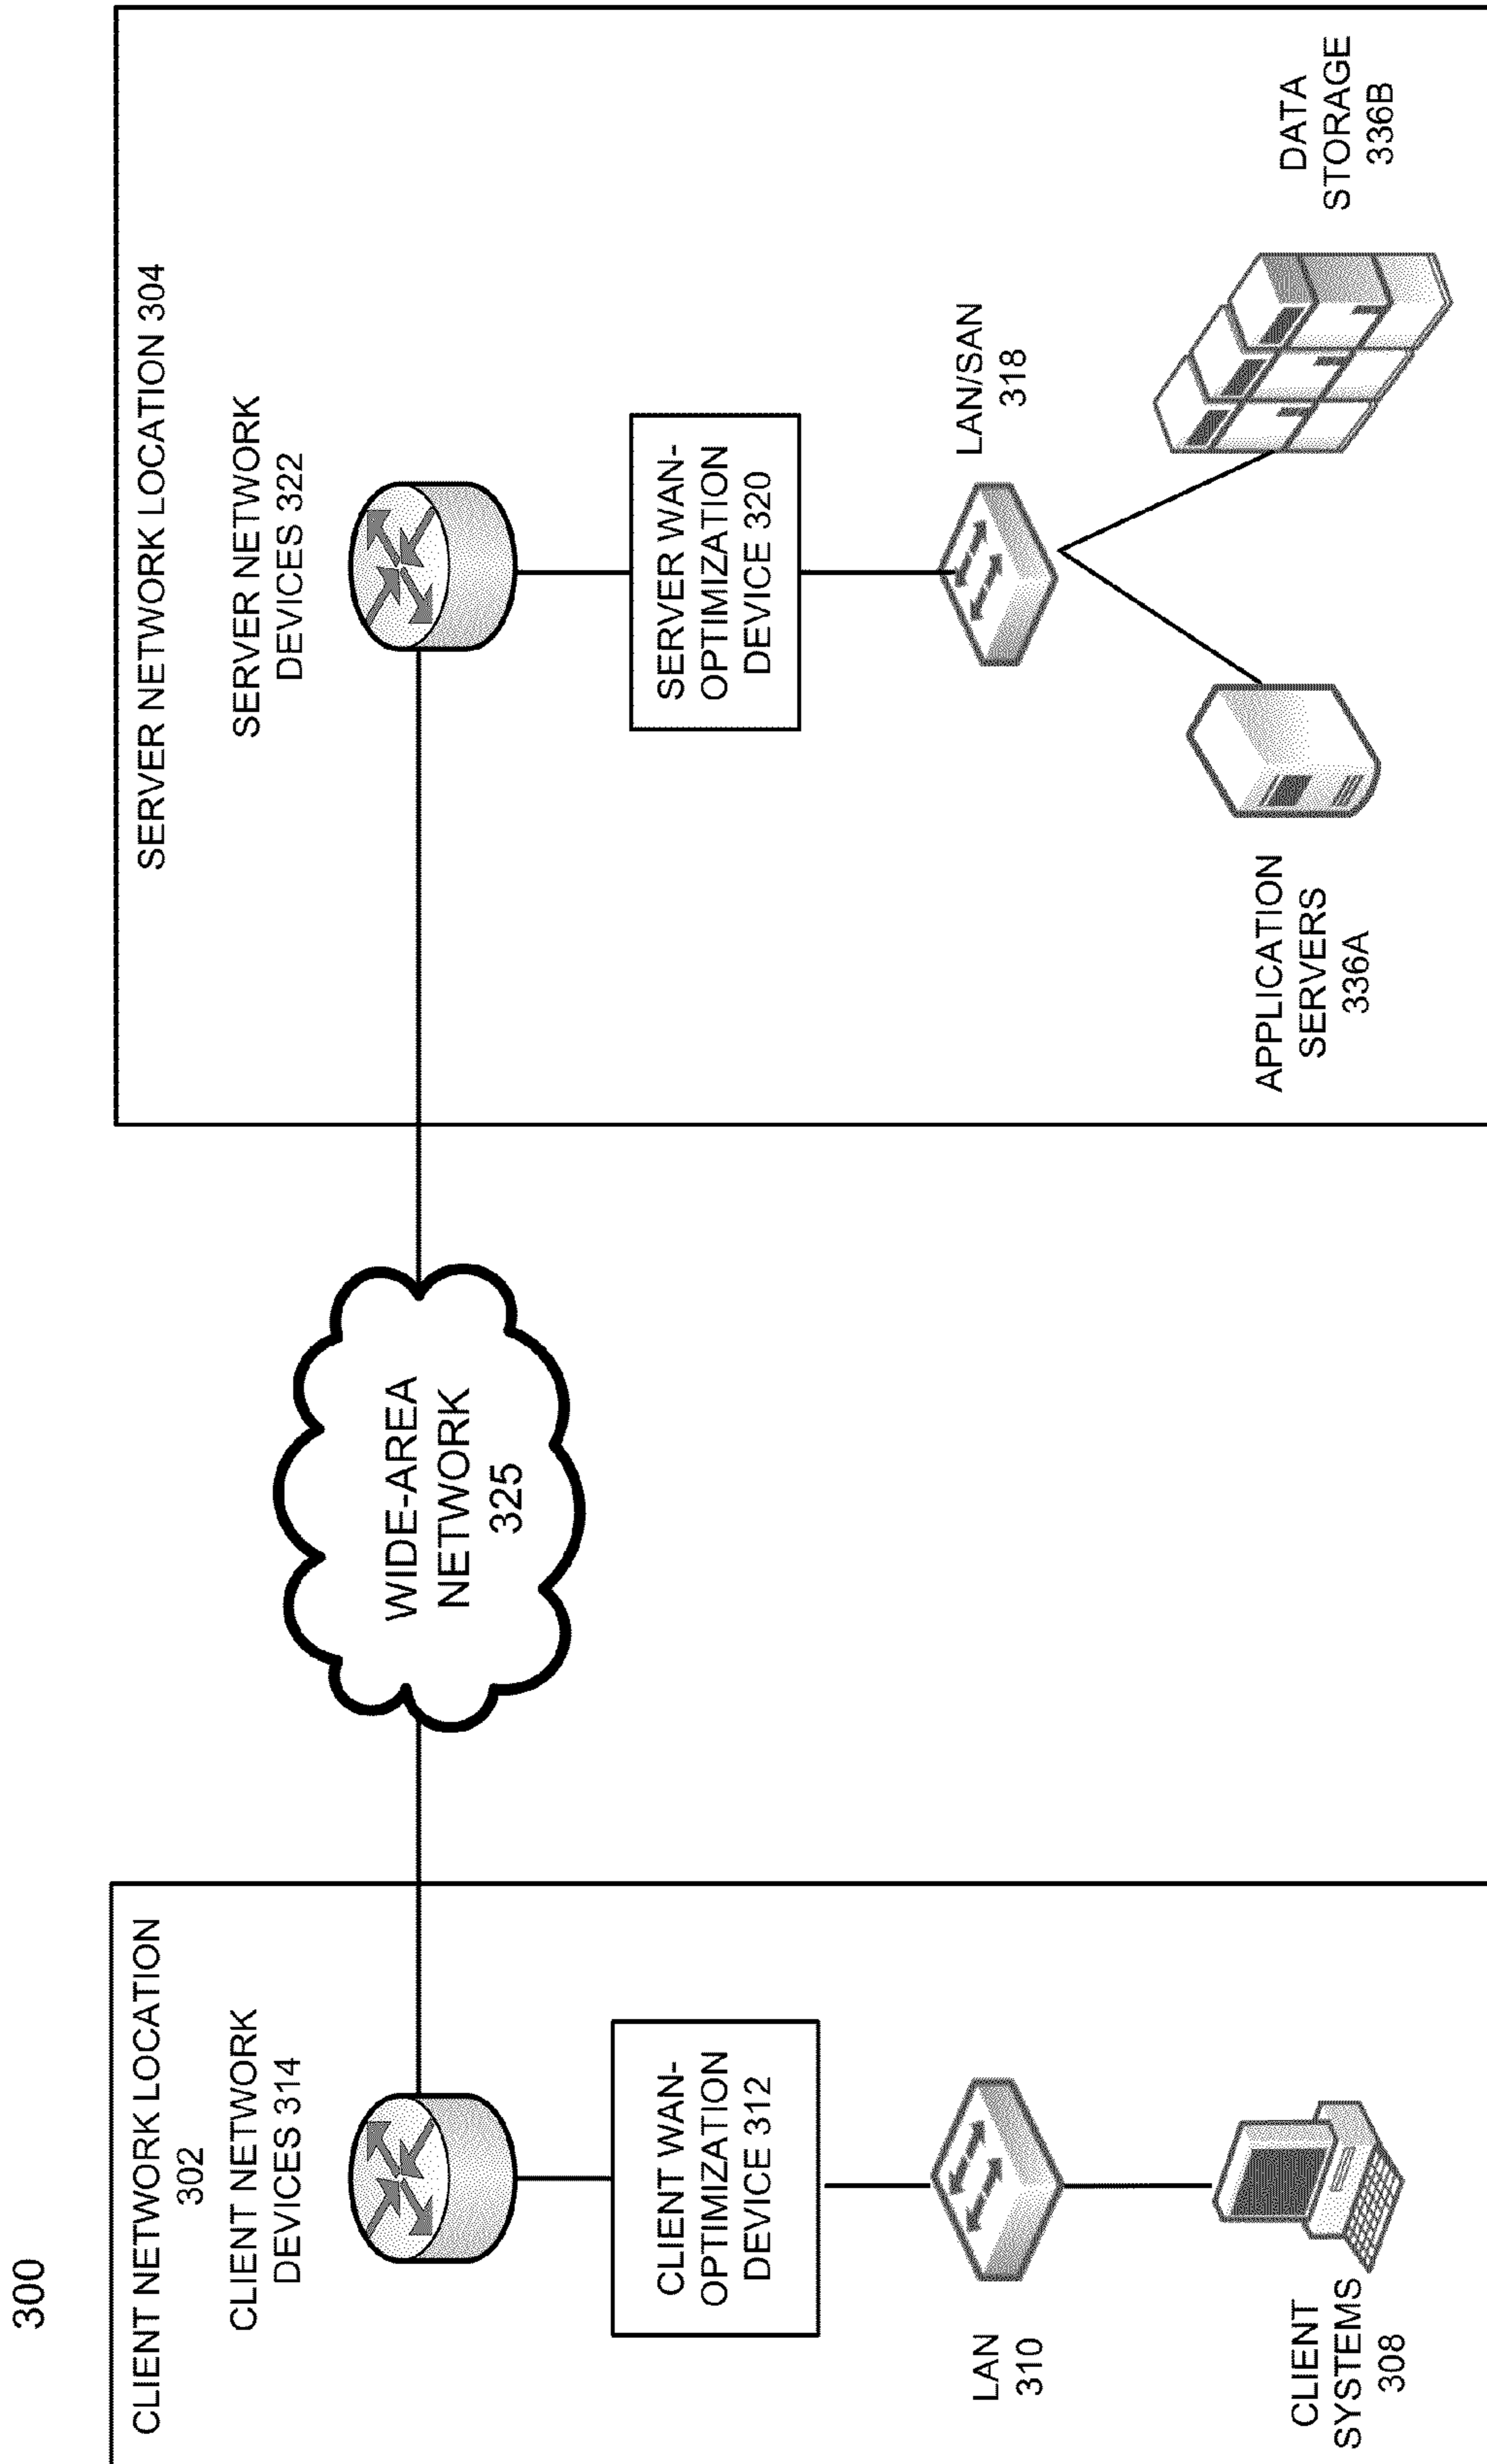 300
CLIENT NETWORK LOCATION
302
CLIENT NETWORK
DEVICES 314
CLIENT WAN-
OPTIMIZATION
DEVICE 312
LAN
310
CLIENT
SYSTEMS
308
WIDE-AREA
NETWORK
325
SERVER NETWORK LOCATION 304
SERVER NETWORK
DEVICES 322
SERVER WAN-
OPTIMIZATION
DEVICE 320
LAN/SAN
318
APPLICATION
SERVERS
336A
DATA
STORAGE
336B